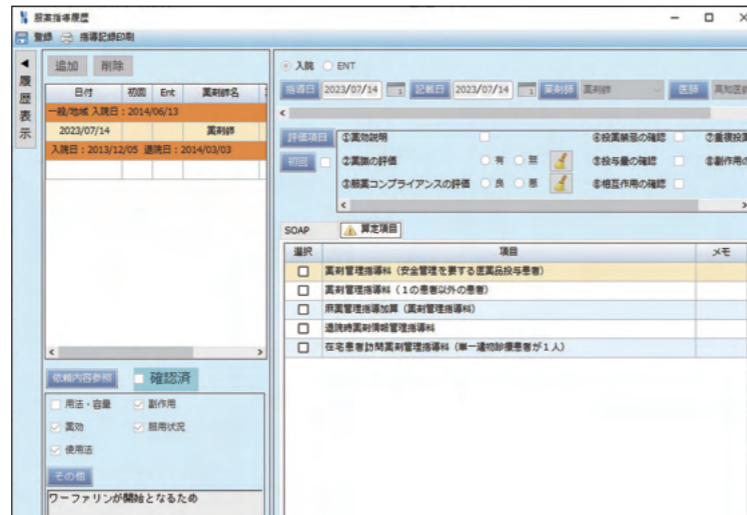 服薬指導履歴
登録 指導記録印刷
◀ 履歴表示
追加 削除
日付 初回 Ent 薬剤師名
一般/地域 入院日：2014/06/13
2023/07/14 薬剤師
入院日：2013/12/05 退院日：2014/03/03
依頼内容参照 確認済
用法・容量 副作用
薬効 服用状況
使用法
その他
ワーファリンが開始となるため
入院 ENT
指導日 2023/07/14 記載日 2023/07/14 薬剤師 薬剤師 医師 高知医
評価項目 ①薬効説明 ④投薬禁忌の確認 ⑦重複投薬
初回 ②薬識の評価 有 無 ⑤投与量の確認 ⑧副作用の
③服薬コンプライアンスの評価 良 悪 ⑥相互作用の確認
SOAP 算定項目
選択 項目 メモ
薬剤管理指導料（安全管理を要する医薬品投与患者）
薬剤管理指導料（１の患者以外の患者）
麻薬管理指導加算（薬剤管理指導料）
退院時薬剤情報管理指導料
在宅患者訪問薬剤管理指導料（単一建物診療患者が１人）